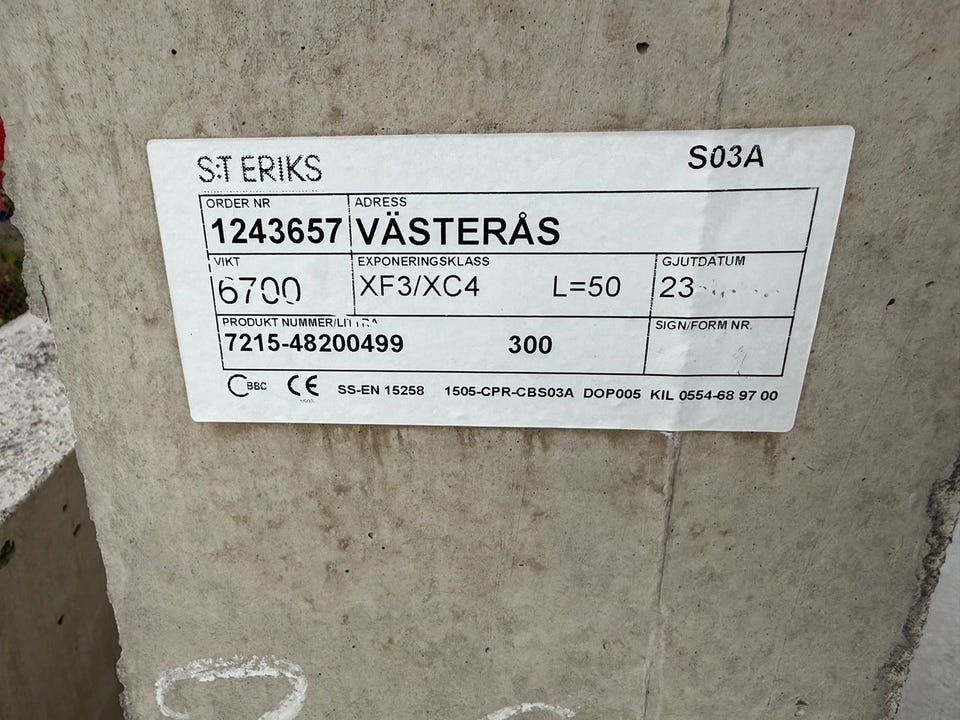 S:T ERIKS S03A
ORDER NR ADRESS
1243657 VÄSTERÅS
VIKT EXPONERINGSKLASS GJUTDATUM
6700 XF3/XC4 L=50 23
PRODUKT NUMMER/LITTRA SIGN/FORM NR.
7215-48200499 300
BBC CE SS-EN 15258 1505-CPR-CBS03A DOP005 KIL 0554-68 97 00